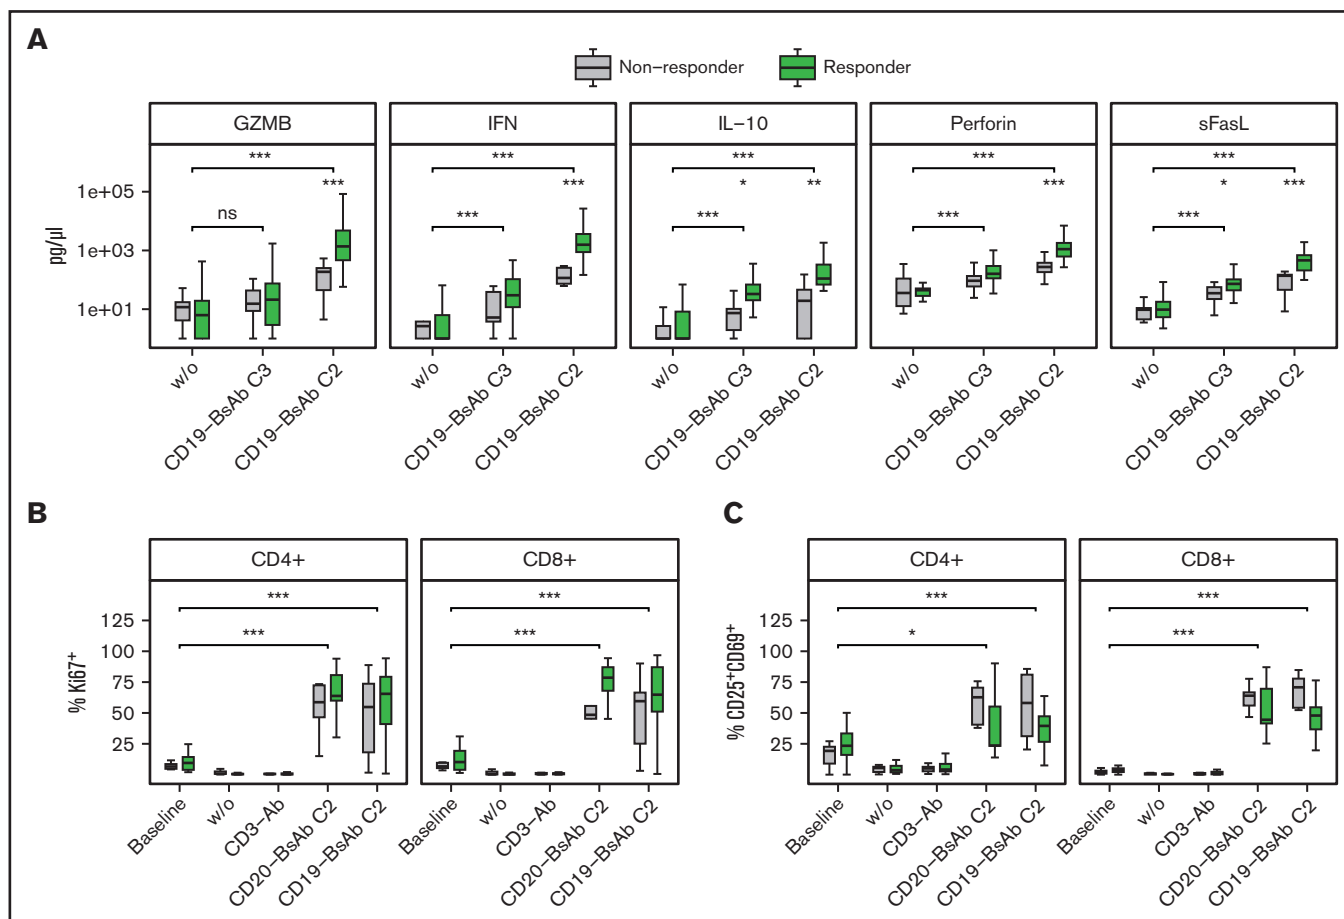 A
Non-responder Responder
GZMB IFN IL-10 Perforin sFasL
*** *** *** *** ***
*** *** * ** *** * ***
ns *** *** *** ***
pg/µl
1e+05
1e+03
1e+01
w/o CD19-BsAb C3 CD19-BsAb C2 w/o CD19-BsAb C3 CD19-BsAb C2 w/o CD19-BsAb C3 CD19-BsAb C2 w/o CD19-BsAb C3 CD19-BsAb C2 w/o CD19-BsAb C3 CD19-BsAb C2
B
CD4+ CD8+
*** ***
*** ***
% Ki67+
125
100
75
50
25
Baseline w/o CD3-Ab CD20-BsAb C2 CD19-BsAb C2 Baseline w/o CD3-Ab CD20-BsAb C2 CD19-BsAb C2
C
CD4+ CD8+
*** ***
* ***
% CD25+CD69+
125
100
75
50
25
Baseline w/o CD3-Ab CD20-BsAb C2 CD19-BsAb C2 Baseline w/o CD3-Ab CD20-BsAb C2 CD19-BsAb C2